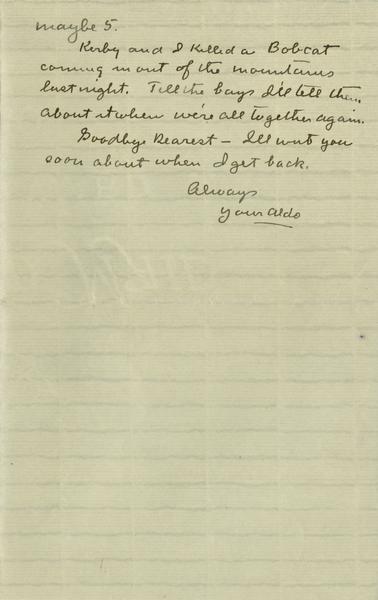 maybe 5.
Kerby and I killed a Bobcat
coming in out of the mountains
last night. Tell the boys I'll tell them
about it when we're all together again.
Goodbye Dearest - I'll write you
soon about when I get back.
Always
Your Aldo